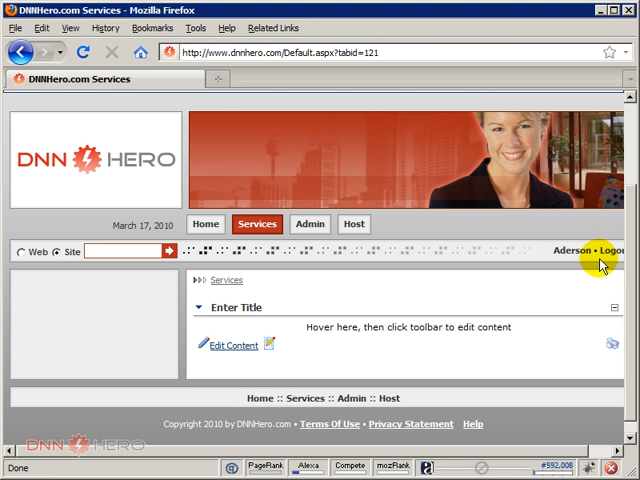 DNNHero.com Services - Mozilla Firefox
File Edit View History Bookmarks Tools Help Related Links
http://www.dnnhero.com/Default.aspx?tabid=121
DNNHero.com Services
DNN HERO
March 17, 2010
Home Services Admin Host
Web Site
Aderson • Logou
Services
Enter Title
Hover here, then click toolbar to edit content
Edit Content
Home :: Services :: Admin :: Host
Copyright 2010 by DNNHero.com • Terms Of Use • Privacy Statement Help
DNN HERO
Done PageRank Alexa Compete mozRank a #592,008